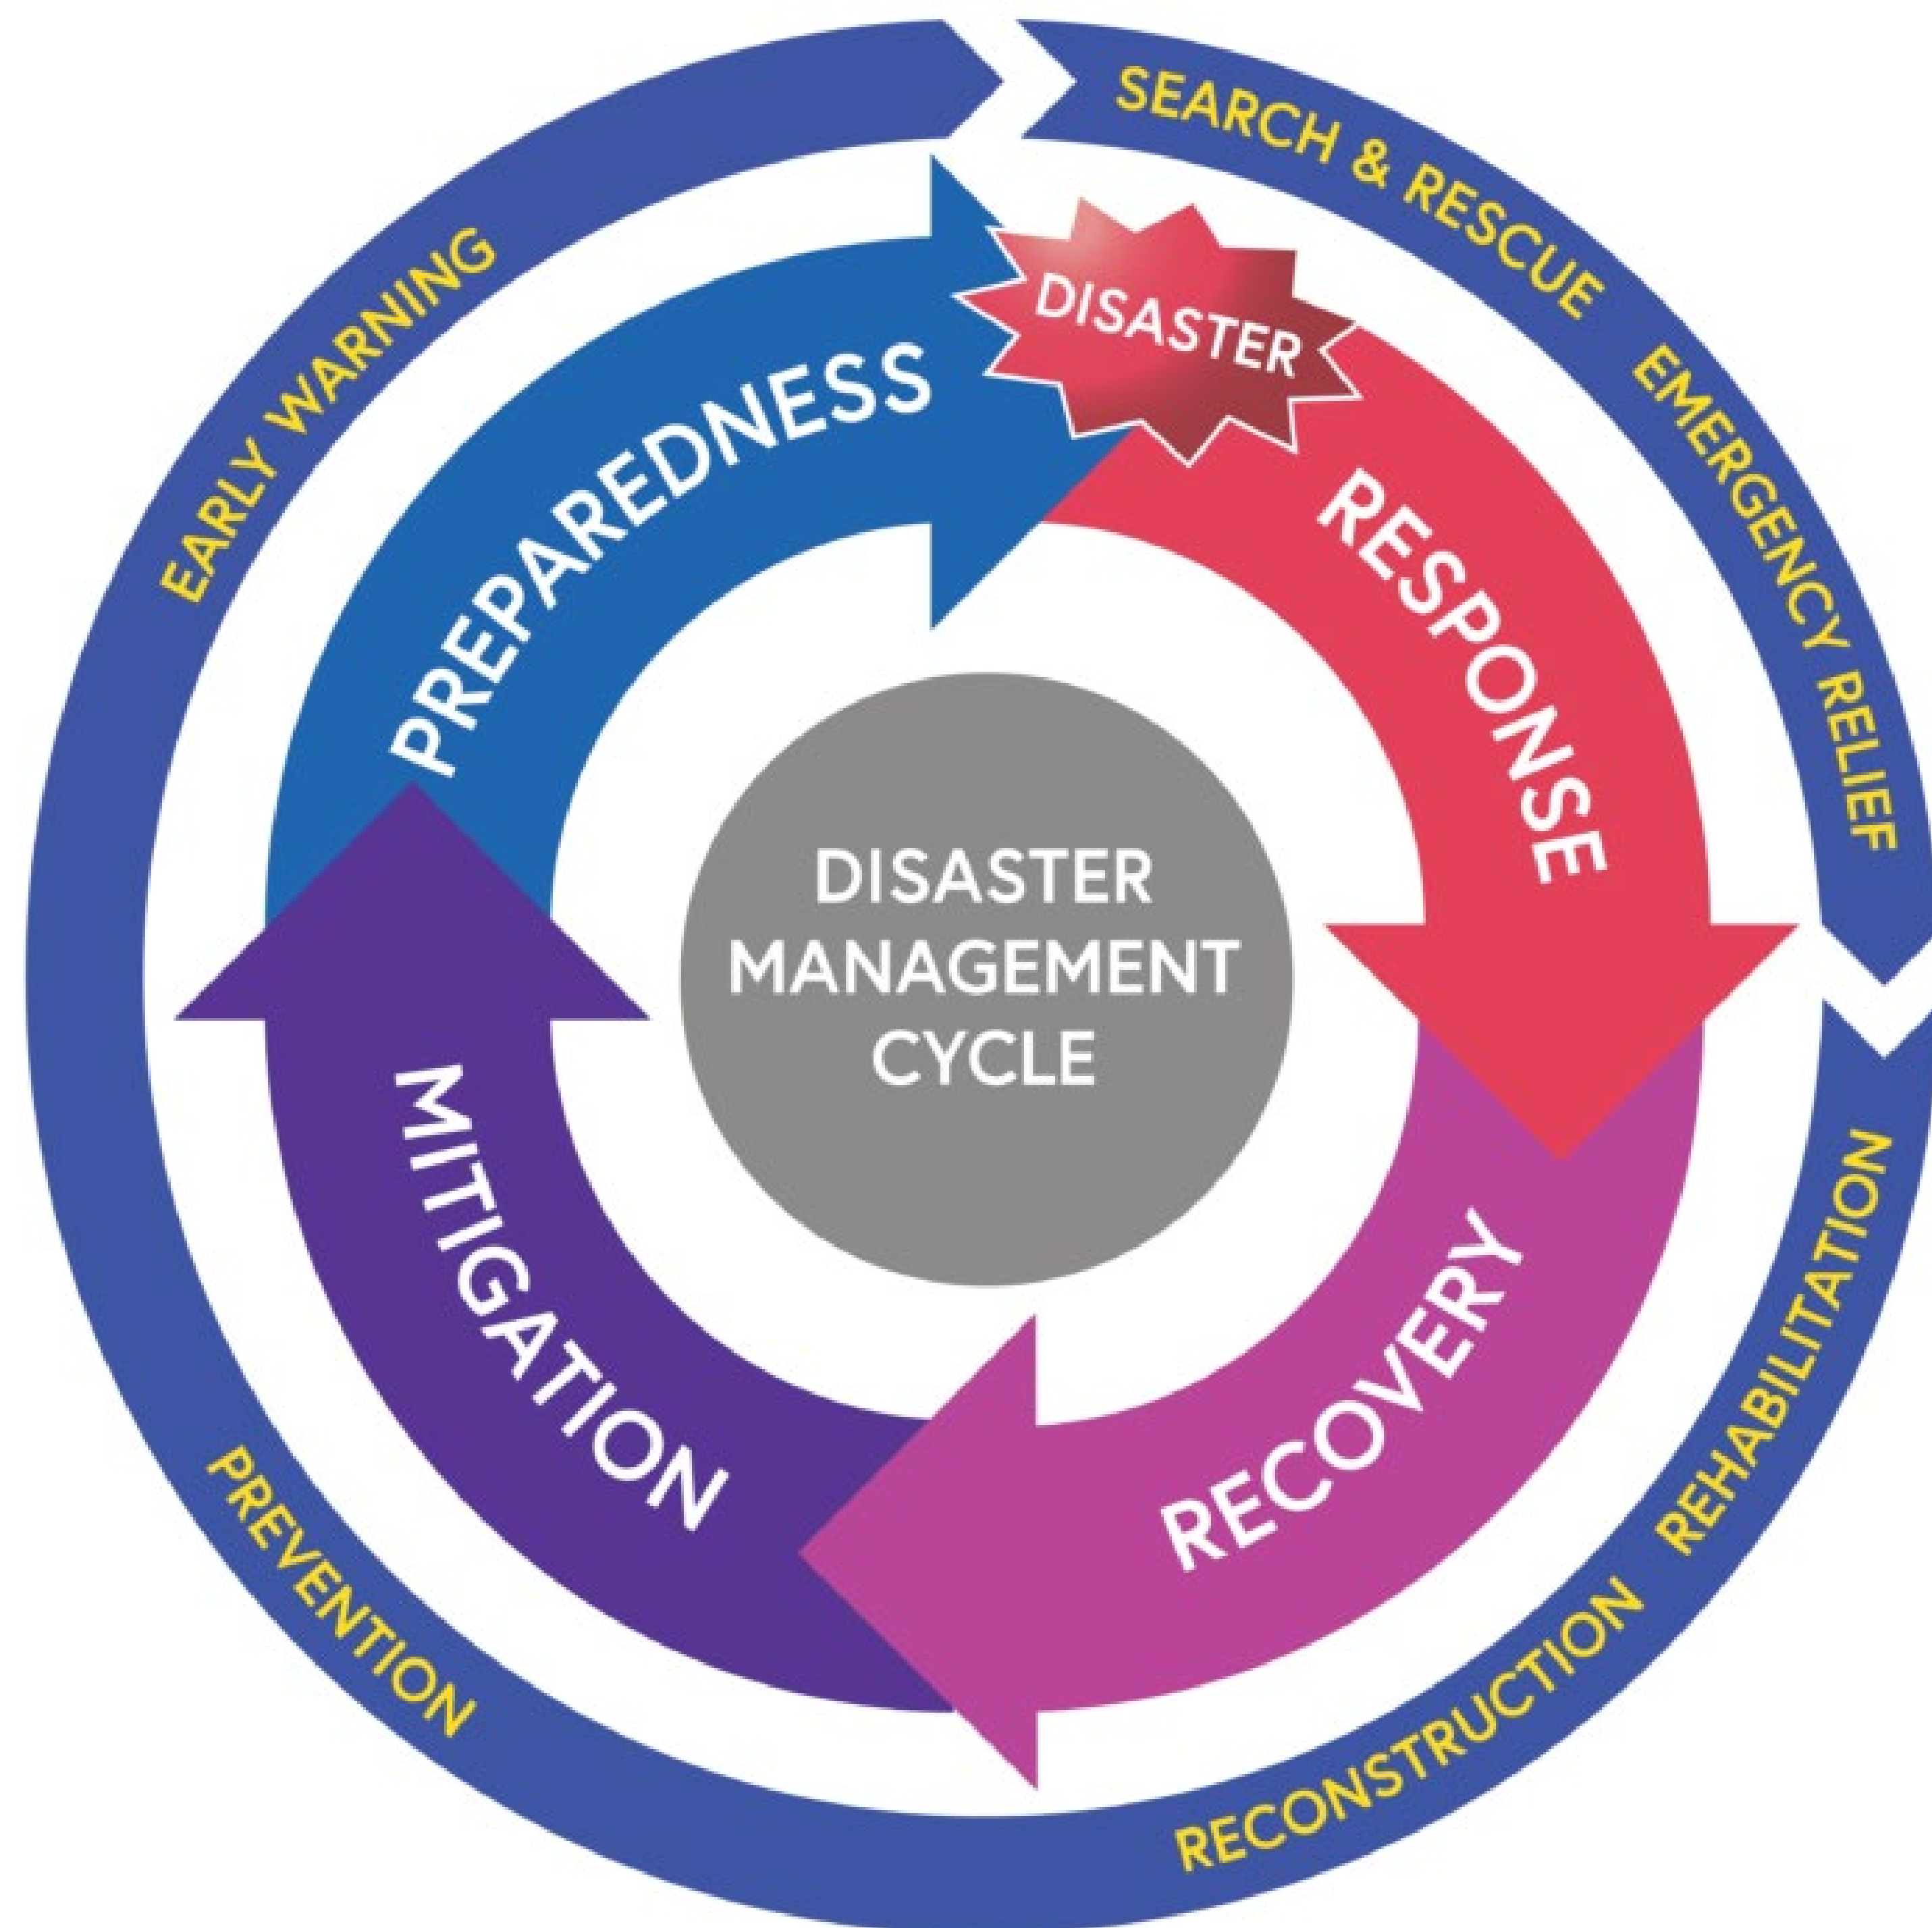 SEARCH & RESCUE
EMERGENCY RELIEF
REHABILITATION
RECONSTRUCTION
PREVENTION
EARLY WARNING
DISASTER
RESPONSE
RECOVERY
MITIGATION
PREPAREDNESS
DISASTER
MANAGEMENT
CYCLE